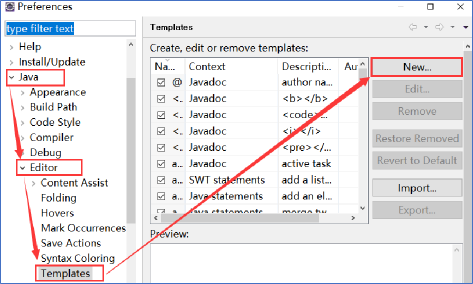 Preferences
type filter text
Help
Install/Update
Java
Appearance
Build Path
Code Style
Compiler
Debug
Editor
Content Assist
Folding
Hovers
Mark Occurrences
Save Actions
Syntax Coloring
Templates
Templates
Create, edit or remove templates:
Na... Context Descripti... Au
@ Javadoc author na...
<. Javadoc <b></b>
<. Javadoc <code>...
<. Javadoc <i></i>
<. Javadoc <pre></...
a... Javadoc active task
a... SWT statements add a list...
a... Java statements add an el...
a... Java statements merge tw
New...
Edit...
Remove
Restore Removed
Revert to Default
Import...
Export...
Preview: